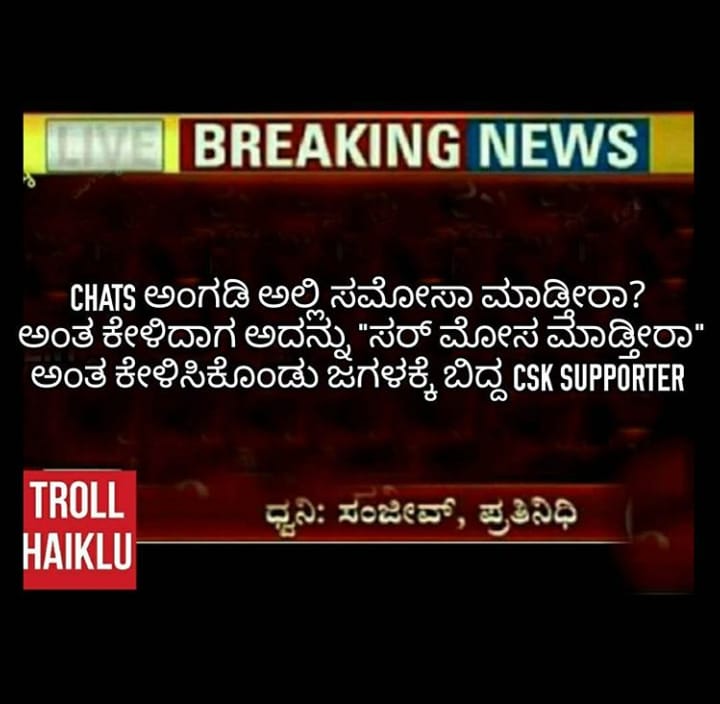 LIVE BREAKING NEWS
CHATS ಅಂಗಡಿ ಅಲ್ಲಿ ಸಮೋಸಾ ಮಾಡ್ತೀರಾ?
ಅಂತ ಕೇಳಿದಾಗ ಅದನ್ನು "ಸರ್ ಮೋಸ ಮಾಡ್ತೀರಾ"
ಅಂತ ಕೇಳಿಸಿಕೊಂಡು ಜಗಳಕ್ಕೆ ಬಿದ್ದ CSK SUPPORTER
ಧ್ವನಿ: ಸಂಜೀವ್, ಪ್ರತಿನಿಧಿ
TROLL
HAIKLU